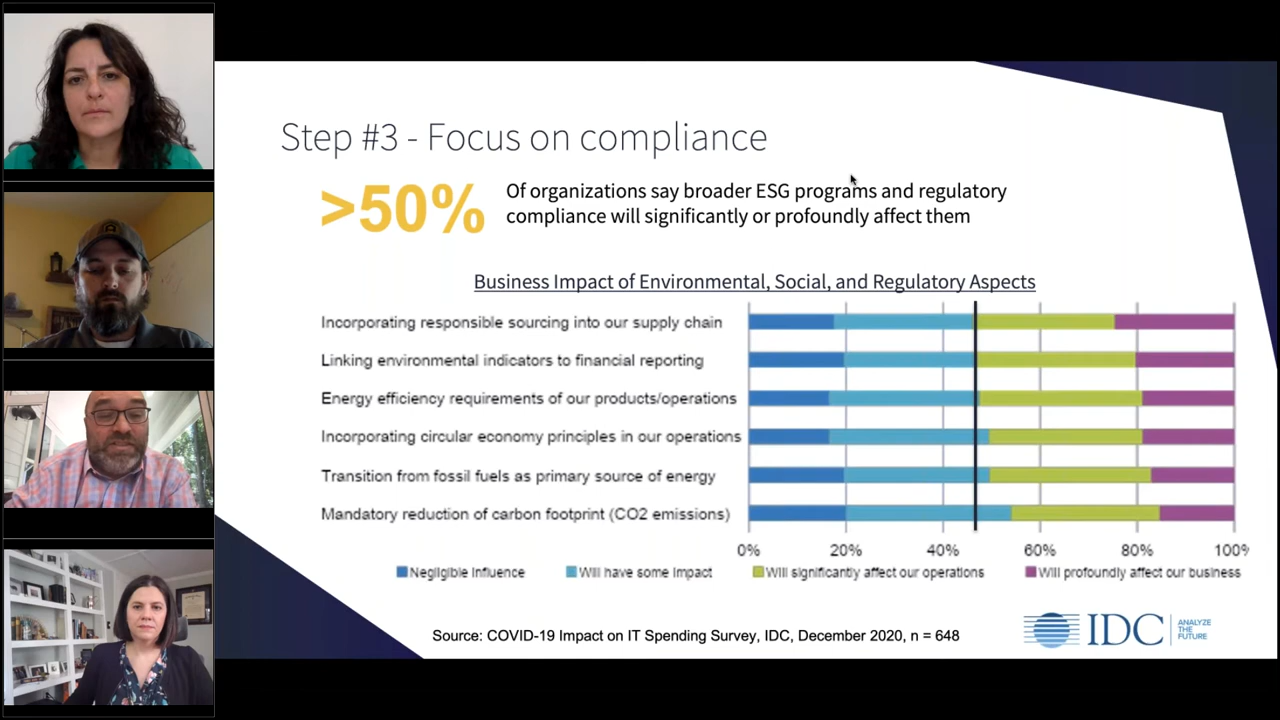 Step #3 - Focus on compliance
>50%
Of organizations say broader ESG programs and regulatory
compliance will significantly or profoundly affect them
Business Impact of Environmental, Social, and Regulatory Aspects
Incorporating responsible sourcing into our supply chain
Linking environmental indicators to financial reporting
Energy efficiency requirements of our products/operations
Incorporating circular economy principles in our operations
Transition from fossil fuels as primary source of energy
Mandatory reduction of carbon footprint (CO2 emissions)
0% 20% 40% 60% 80% 100%
Negligible influence Will have some impact Will significantly affect our operations Will profoundly affect our business
Source: COVID-19 Impact on IT Spending Survey, IDC, December 2020, n = 648
IDC
ANALYZE
THE
FUTURE